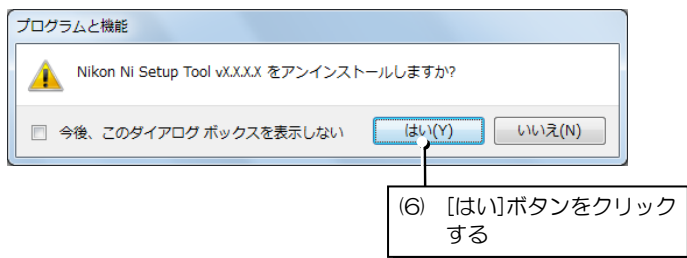 プログラムと機能
Nikon Ni Setup Tool vX.X.X.X をアンインストールしますか?
今後、このダイアログ ボックスを表示しない
はい(Y)
いいえ(N)
(6) [はい]ボタンをクリック
する